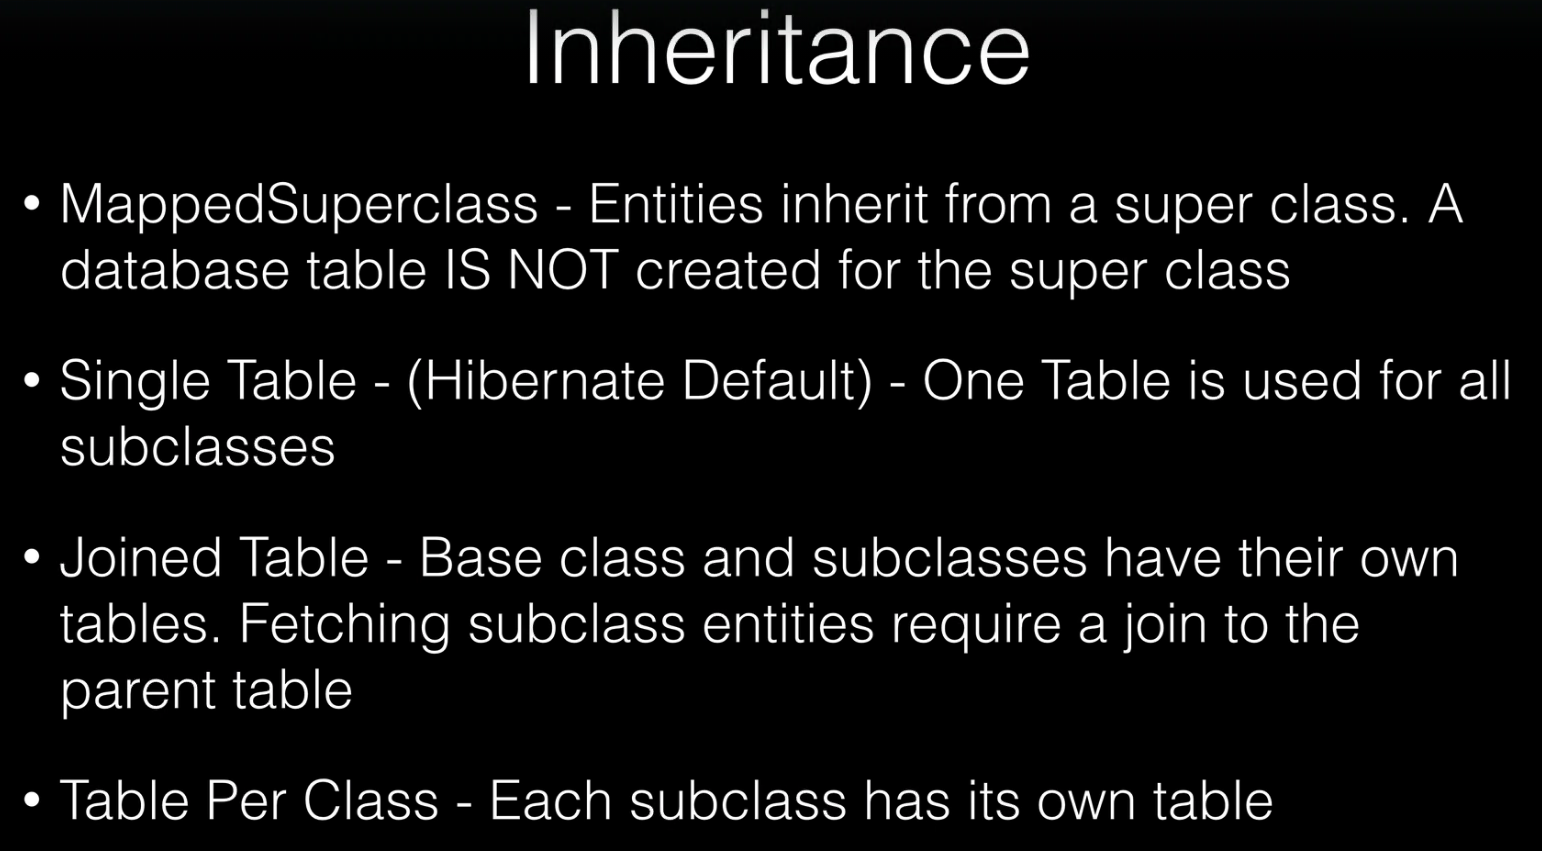 Inheritance
• MappedSuperclass - Entities inherit from a super class. A
database table IS NOT created for the super class
• Single Table - (Hibernate Default) - One Table is used for all
subclasses
• Joined Table - Base class and subclasses have their own
tables. Fetching subclass entities require a join to the
parent table
• Table Per Class - Each subclass has its own table